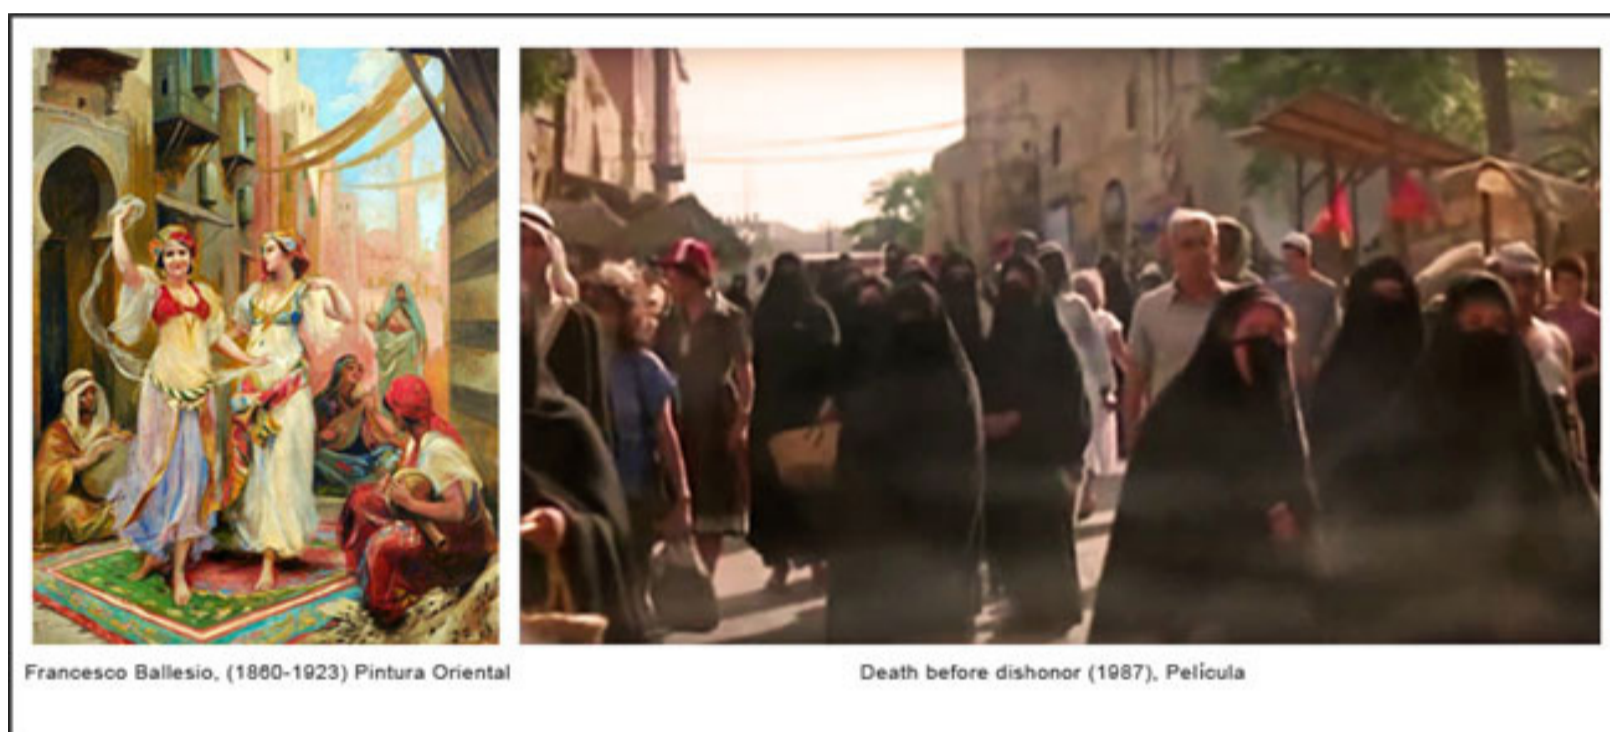 Francesco Ballesio, (1860-1923) Pintura Oriental
Death before dishonor (1987), Película